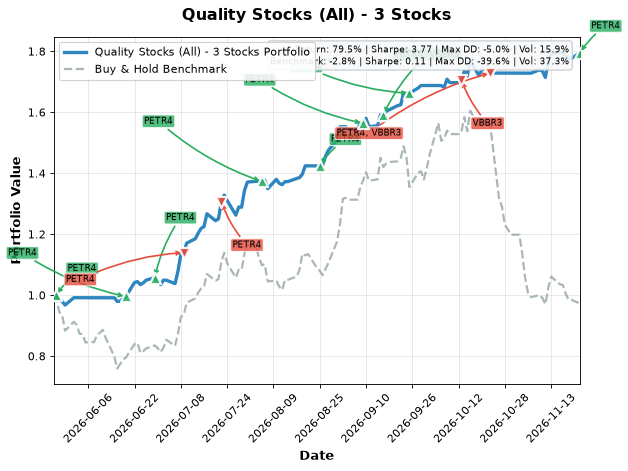 Quality Stocks (All) - 3 Stocks
PETR4
Quality Stocks (All) - 3 Stocks Portfolio
rn: 79.5% | Sharpe: 3.77 | Max DD: -5.0% | Vol: 15.9%
Buy & Hold Benchmark
Benchmark: -2.8% | Sharpe: 0.11 | Max DD: -39.6% | Vol: 37.3%
PETR4
PETR4
VBBR3
PETR4, VBBR3
PETR4
PETR4
PETR4
PETR4
PETR4
PETR4
1.8
1.6
1.4
1.2
1.0
0.8
Portfolio Value
2026-06-06
2026-06-22
2026-07-08
2026-07-24
2026-08-09
2026-08-25
2026-09-10
2026-09-26
2026-10-12
2026-10-28
2026-11-13
Date